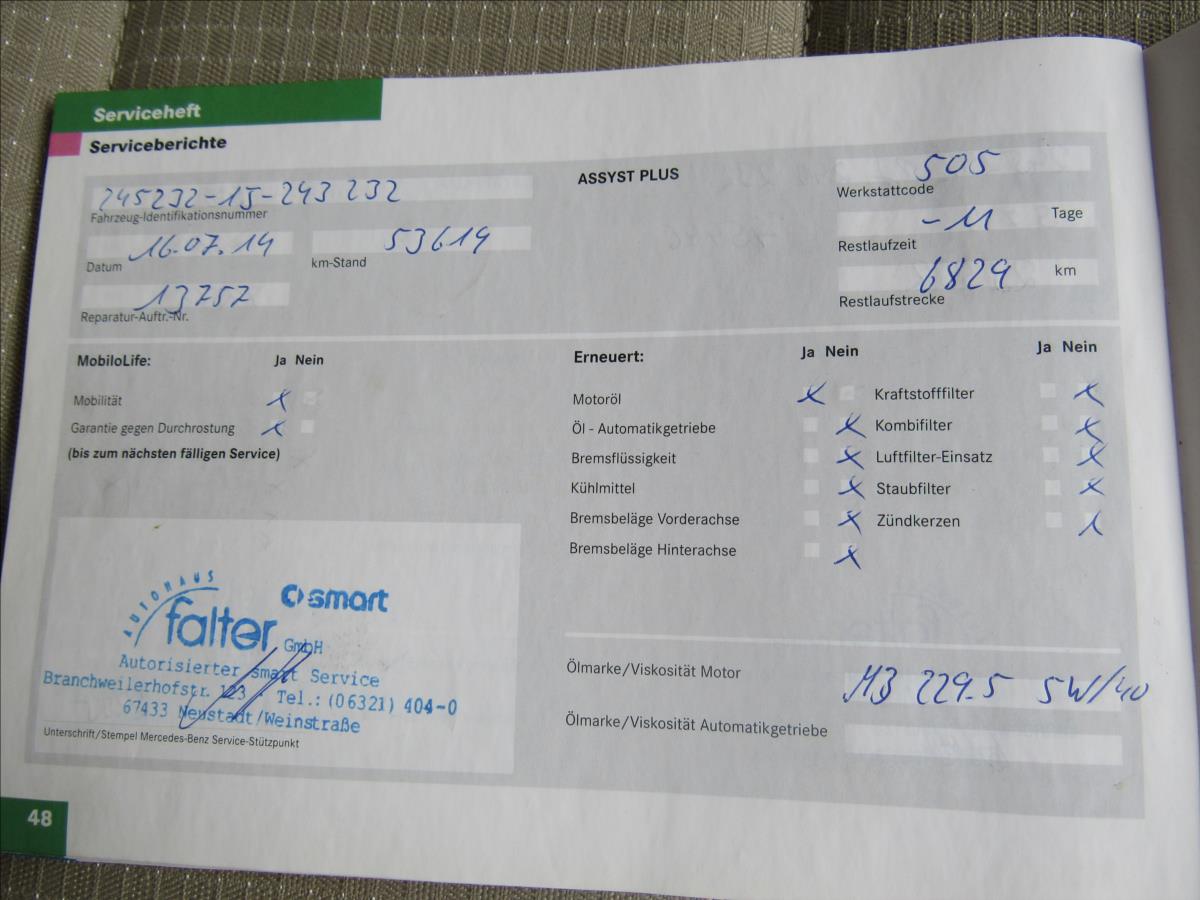 Serviceheft
Serviceberichte
245232-1J-243 232
Fahrzeug-Identifikationsnummer
16.07.14
Datum
53619
km-Stand
13757
Reparatur-Auftr.-Nr.
ASSYST PLUS
505
Werkstattcode
-11 Tage
Restlaufzeit
6829 km
Restlaufstrecke
MobiloLife: Ja Nein
Mobilität x
Garantie gegen Durchrostung x
(bis zum nächsten fälligen Service)
Erneuert: Ja Nein
Motoröl x
Öl - Automatikgetriebe x
Bremsflüssigkeit x
Kühlmittel x
Bremsbeläge Vorderachse x
Bremsbeläge Hinterachse x
Ja Nein
Kraftstofffilter x
Kombifilter x
Luftfilter-Einsatz x
Staubfilter x
Zündkerzen x
AUTOHAUS
falter GmbH
smart
Autorisierter smart Service
Branchweilerhofstr. 123 - Tel.: (06321) 404-0
67433 Neustadt/Weinstraße
Unterschrift/Stempel Mercedes-Benz Service-Stützpunkt
Ölmarke/Viskosität Motor MB 229.5 5W/40
Ölmarke/Viskosität Automatikgetriebe
48